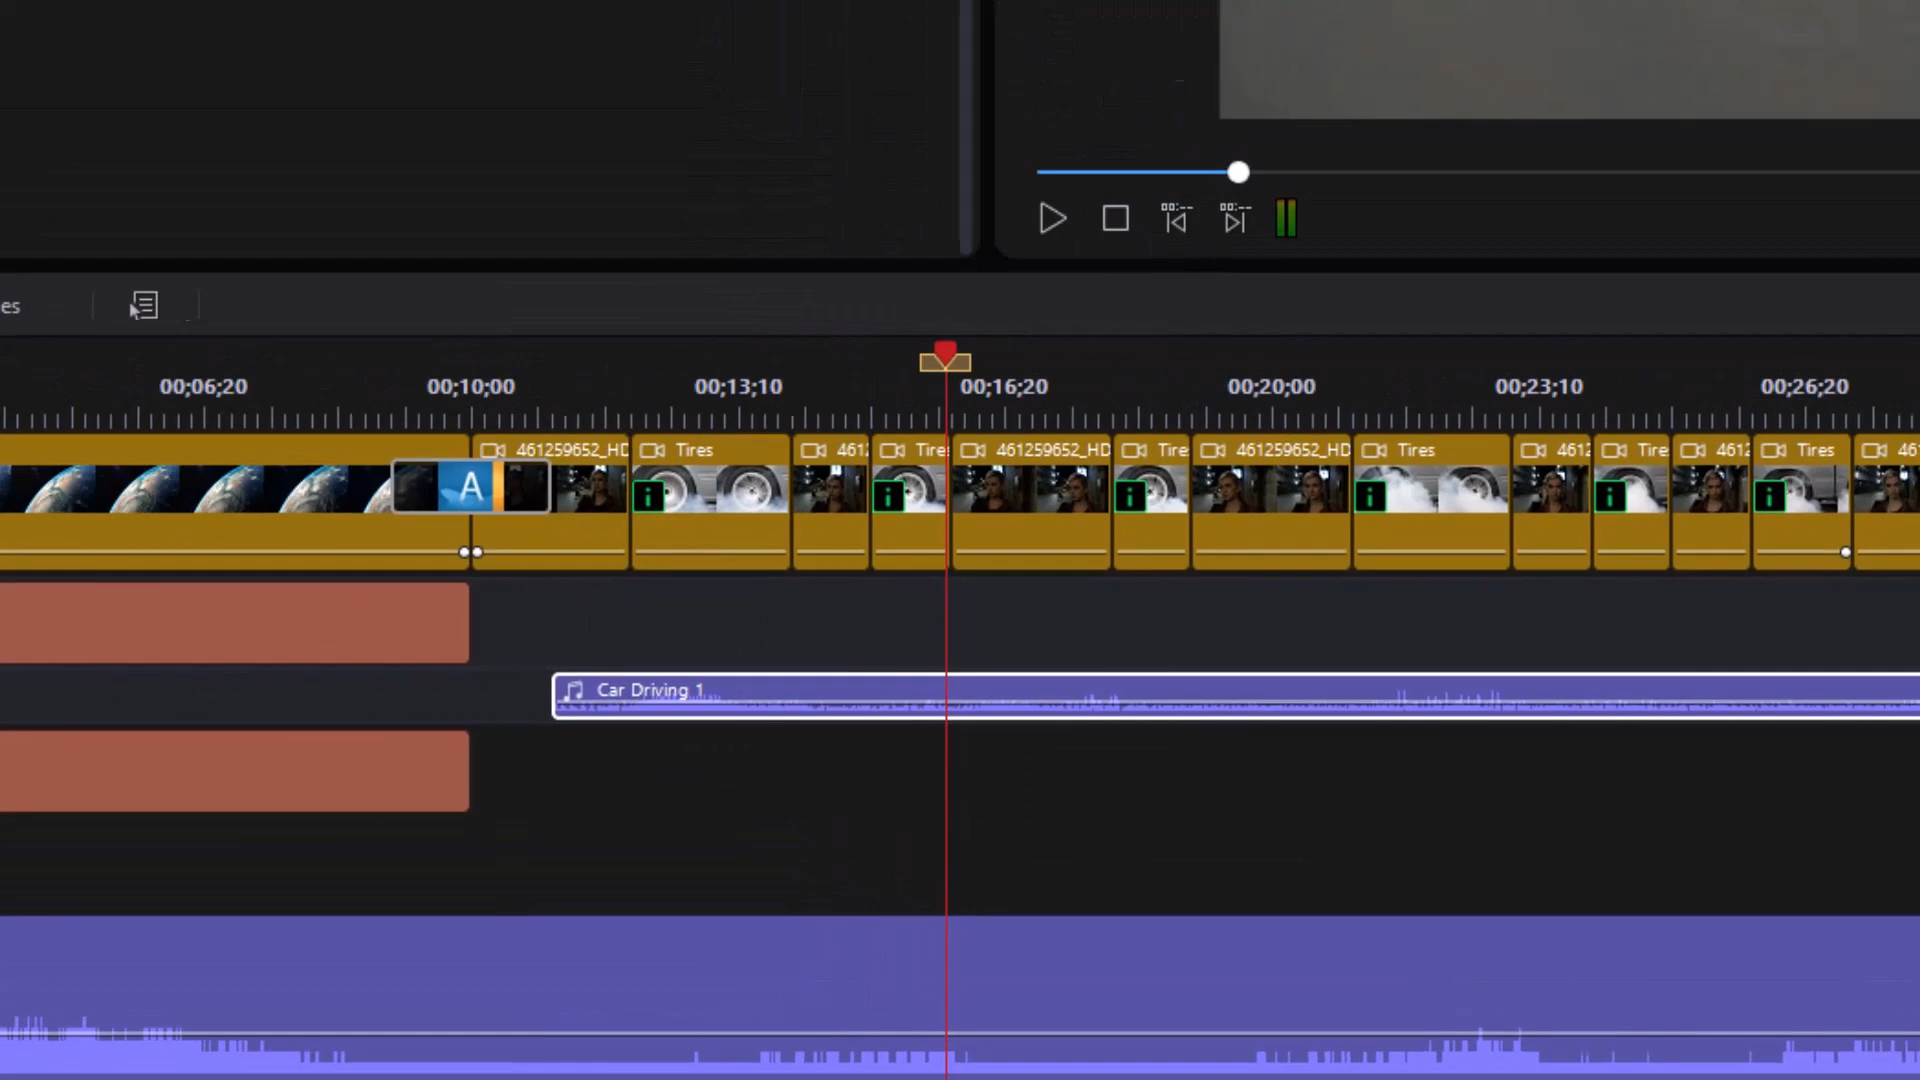 es
00;06;20 00;10;00 00;13;10 00;16;20 00;20;00 00;23;10 00;26;20
461259652_HD Tires 461 Tires 461259652_HD Tire 461259652_HD Tires 461 Tire 461 Tires 46
A
Car Driving 1